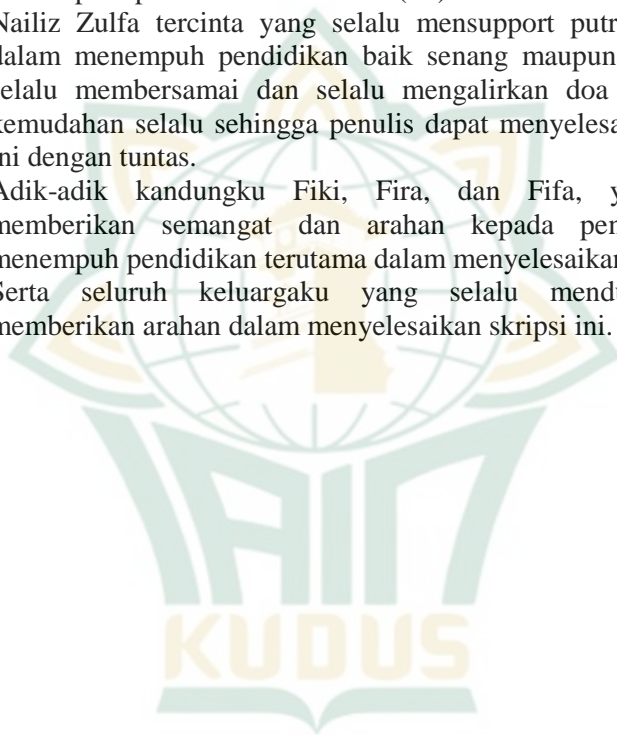 Nailiz Zulfa tercinta yang selalu mensupport putr
dalam menempuh pendidikan baik senang maupun
selalu membersamai dan selalu mengalirkan doa
kemudahan selalu sehingga penulis dapat menyelesa
ini dengan tuntas.
Adik-adik kandungku Fiki, Fira, dan Fifa, y
memberikan semangat dan arahan kepada pen
menempuh pendidikan terutama dalam menyelesaikan
Serta seluruh keluargaku yang selalu mendu
memberikan arahan dalam menyelesaikan skripsi ini.
IAIN
KUDUS